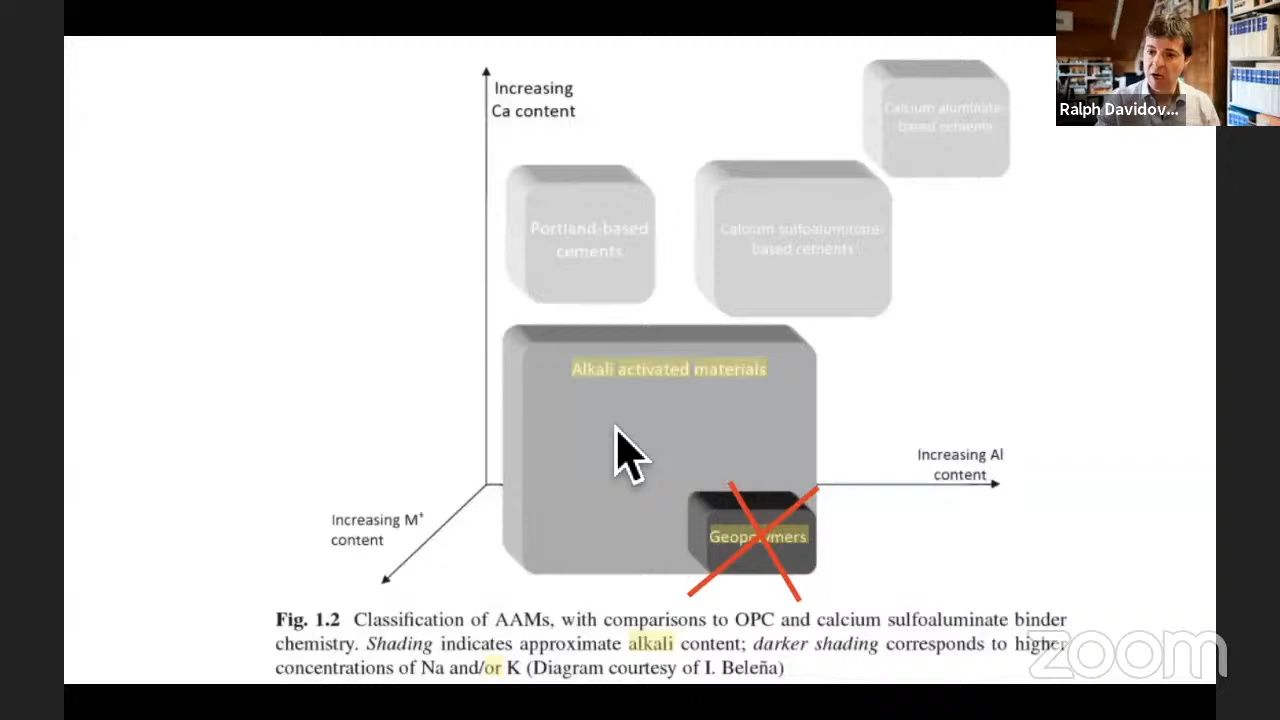 Increasing
Ca content
Calcium aluminate-
based cements
Ralph Davidov...
Portland-based
cements
Calcium sulfoaluminate-
based cements
Alkali activated materials
Increasing Al
content
Increasing M⁺
content
Geopolymers
Fig. 1.2 Classification of AAMs, with comparisons to OPC and calcium sulfoaluminate binder
chemistry. Shading indicates approximate alkali content; darker shading corresponds to higher
concentrations of Na and/or K (Diagram courtesy of I. Beleña)
zoom